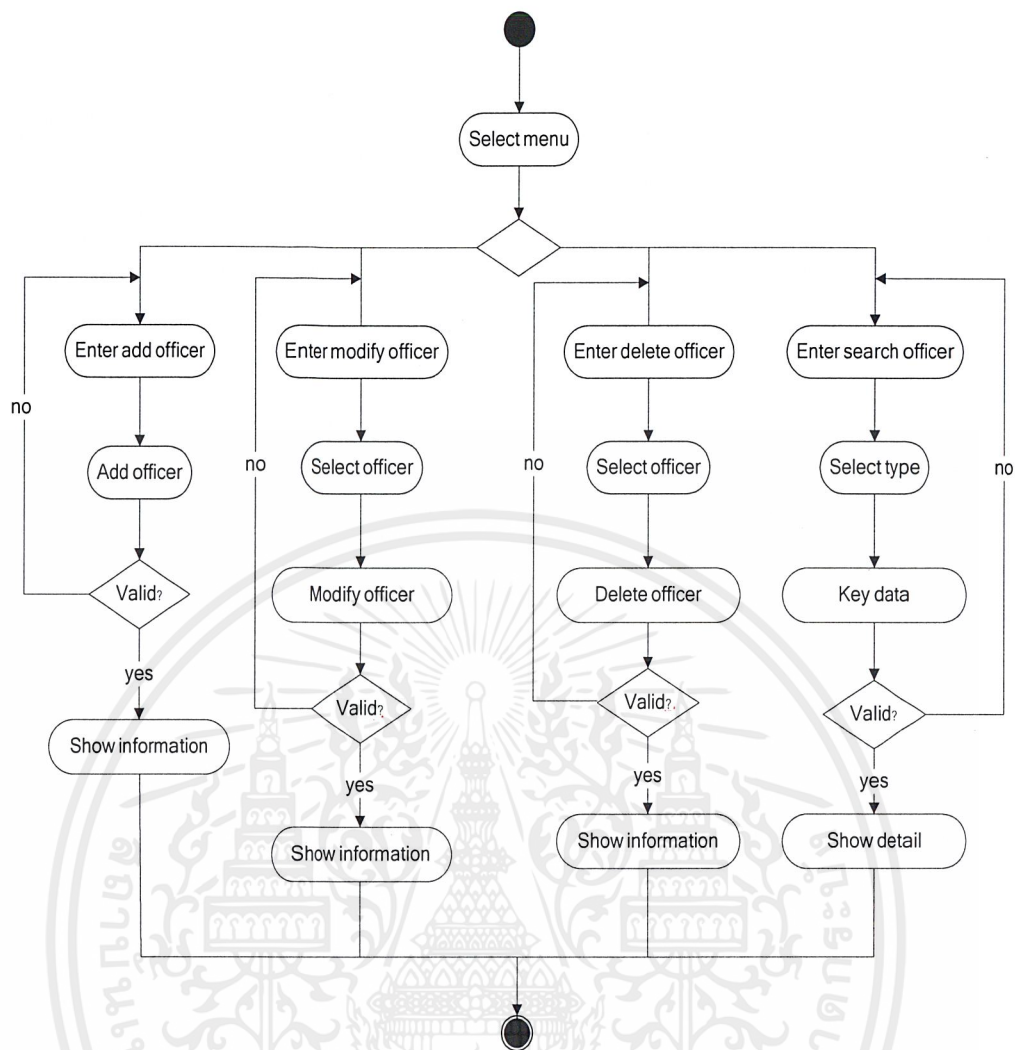 Select menu
Enter add officer
Enter modify officer
Enter delete officer
Enter search officer
no
Add officer
no
Select officer
no
Select officer
Select type
no
Valid?
Modify officer
Delete officer
Key data
yes
Valid?
Valid?
Valid?
Show information
yes
yes
yes
Show information
Show information
Show detail